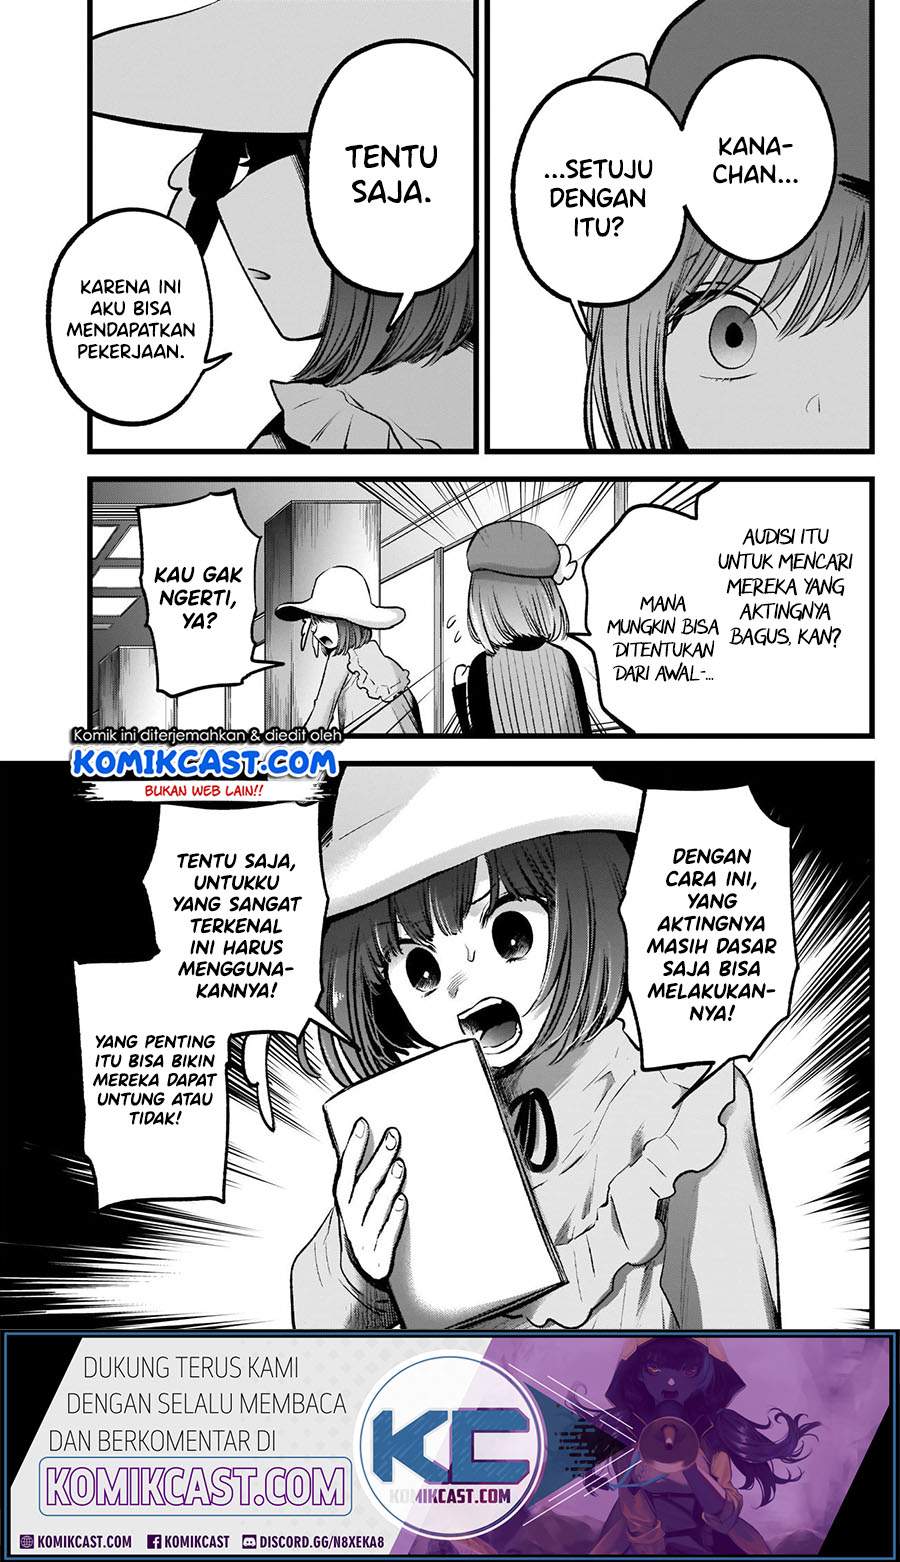 KANA-
CHAN...
...SETUJU
DENGAN
ITU?
TENTU
SAJA.
KARENA INI
AKU BISA
MENDAPATKAN
PEKERJAAN.
AUDISI ITU
UNTUK MENCARI
MEREKA YANG
AKTINGNYA
BAGUS, KAN?
MANA
MUNGKIN BISA
DITENTUKAN
DARI AWAL-...
KAU GAK
NGERTI,
YA?
Komik ini diterjemahkan & diedit oleh
KOMIKCAST.COM
BUKAN WEB LAIN!!
DENGAN
CARA INI,
YANG
AKTINGNYA
MASIH DASAR
SAJA BISA
MELAKUKAN-
NYA!
TENTU SAJA,
UNTUKKU
YANG SANGAT
TERKENAL
INI HARUS
MENGGUNA-
KANNYA!
YANG PENTING
ITU BISA BIKIN
MEREKA DAPAT
UNTUNG ATAU
TIDAK!
DUKUNG TERUS KAMI
DENGAN SELALU MEMBACA
DAN BERKOMENTAR DI
KOMIKCAST.COM
KOMIKCAST.COM
KOMIKCAST.COM
DISCORD.GG/N8XEKA8
KC
KOMIKCAST.COM